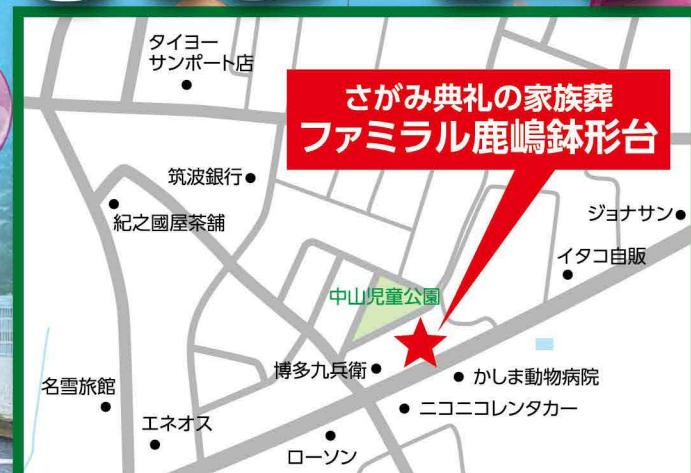 タイヨー
サンポート店
さがみ典礼の家族葬
ファミラル鹿嶋鉢形台
筑波銀行
紀之國屋茶舗
ジョナサン
イタコ自販
中山児童公園
博多九兵衛
かしま動物病院
名雪旅館
ニコニコレンタカー
エネオス
ローソン